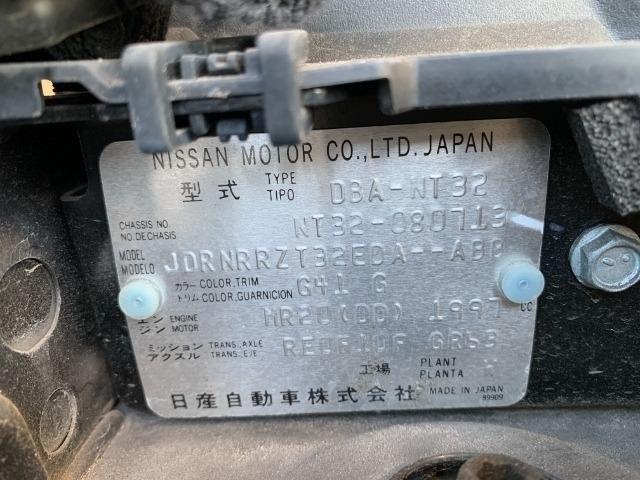 NISSAN MOTOR CO.,LTD. JAPAN
型式 TYPE TIPO DBA-NT32
CHASSIS NO. NO.DE CHASIS NT32-080713
MODEL MODELO JDRNRRZT32EDA--AB
カラー COLOR,TRIM
トリム COLOR,GUARNICION G41 G
エンジン ENGINE MOTOR MR20(DD) 1997 CC
ミッション TRANS.,AXLE
アクスル TRANS.,EJE GR63
工場 PLANT PLANTA
日産自動車株式会社 MADE IN JAPAN
89909